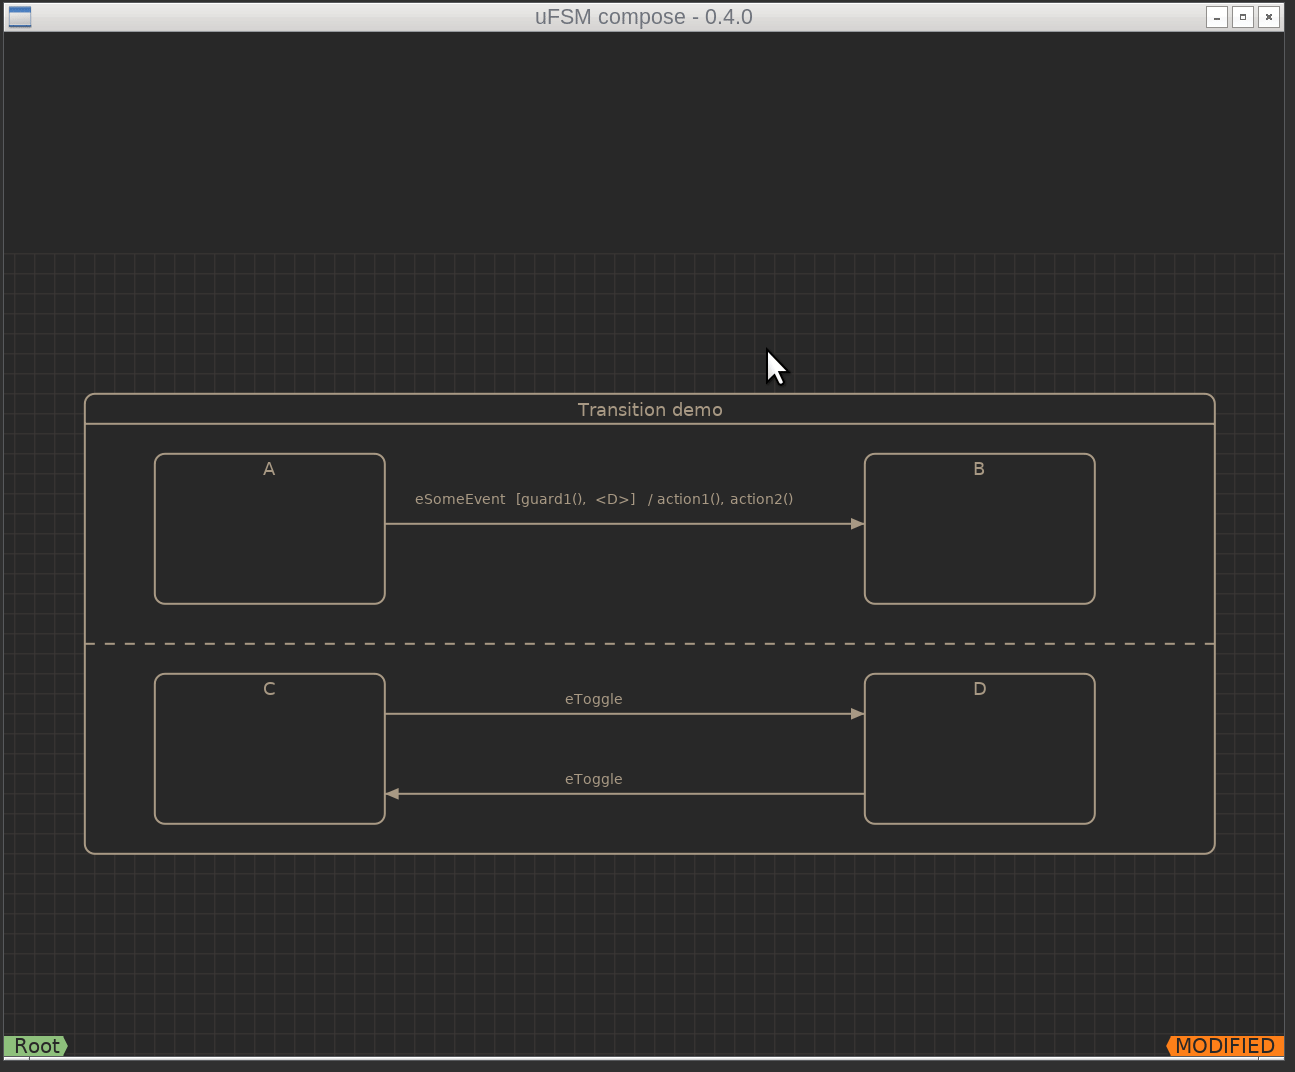 uFSM compose - 0.4.0
Transition demo
A
B
eSomeEvent [guard1(), <D>] / action1(), action2()
C
D
eToggle
eToggle
Root
MODIFIED